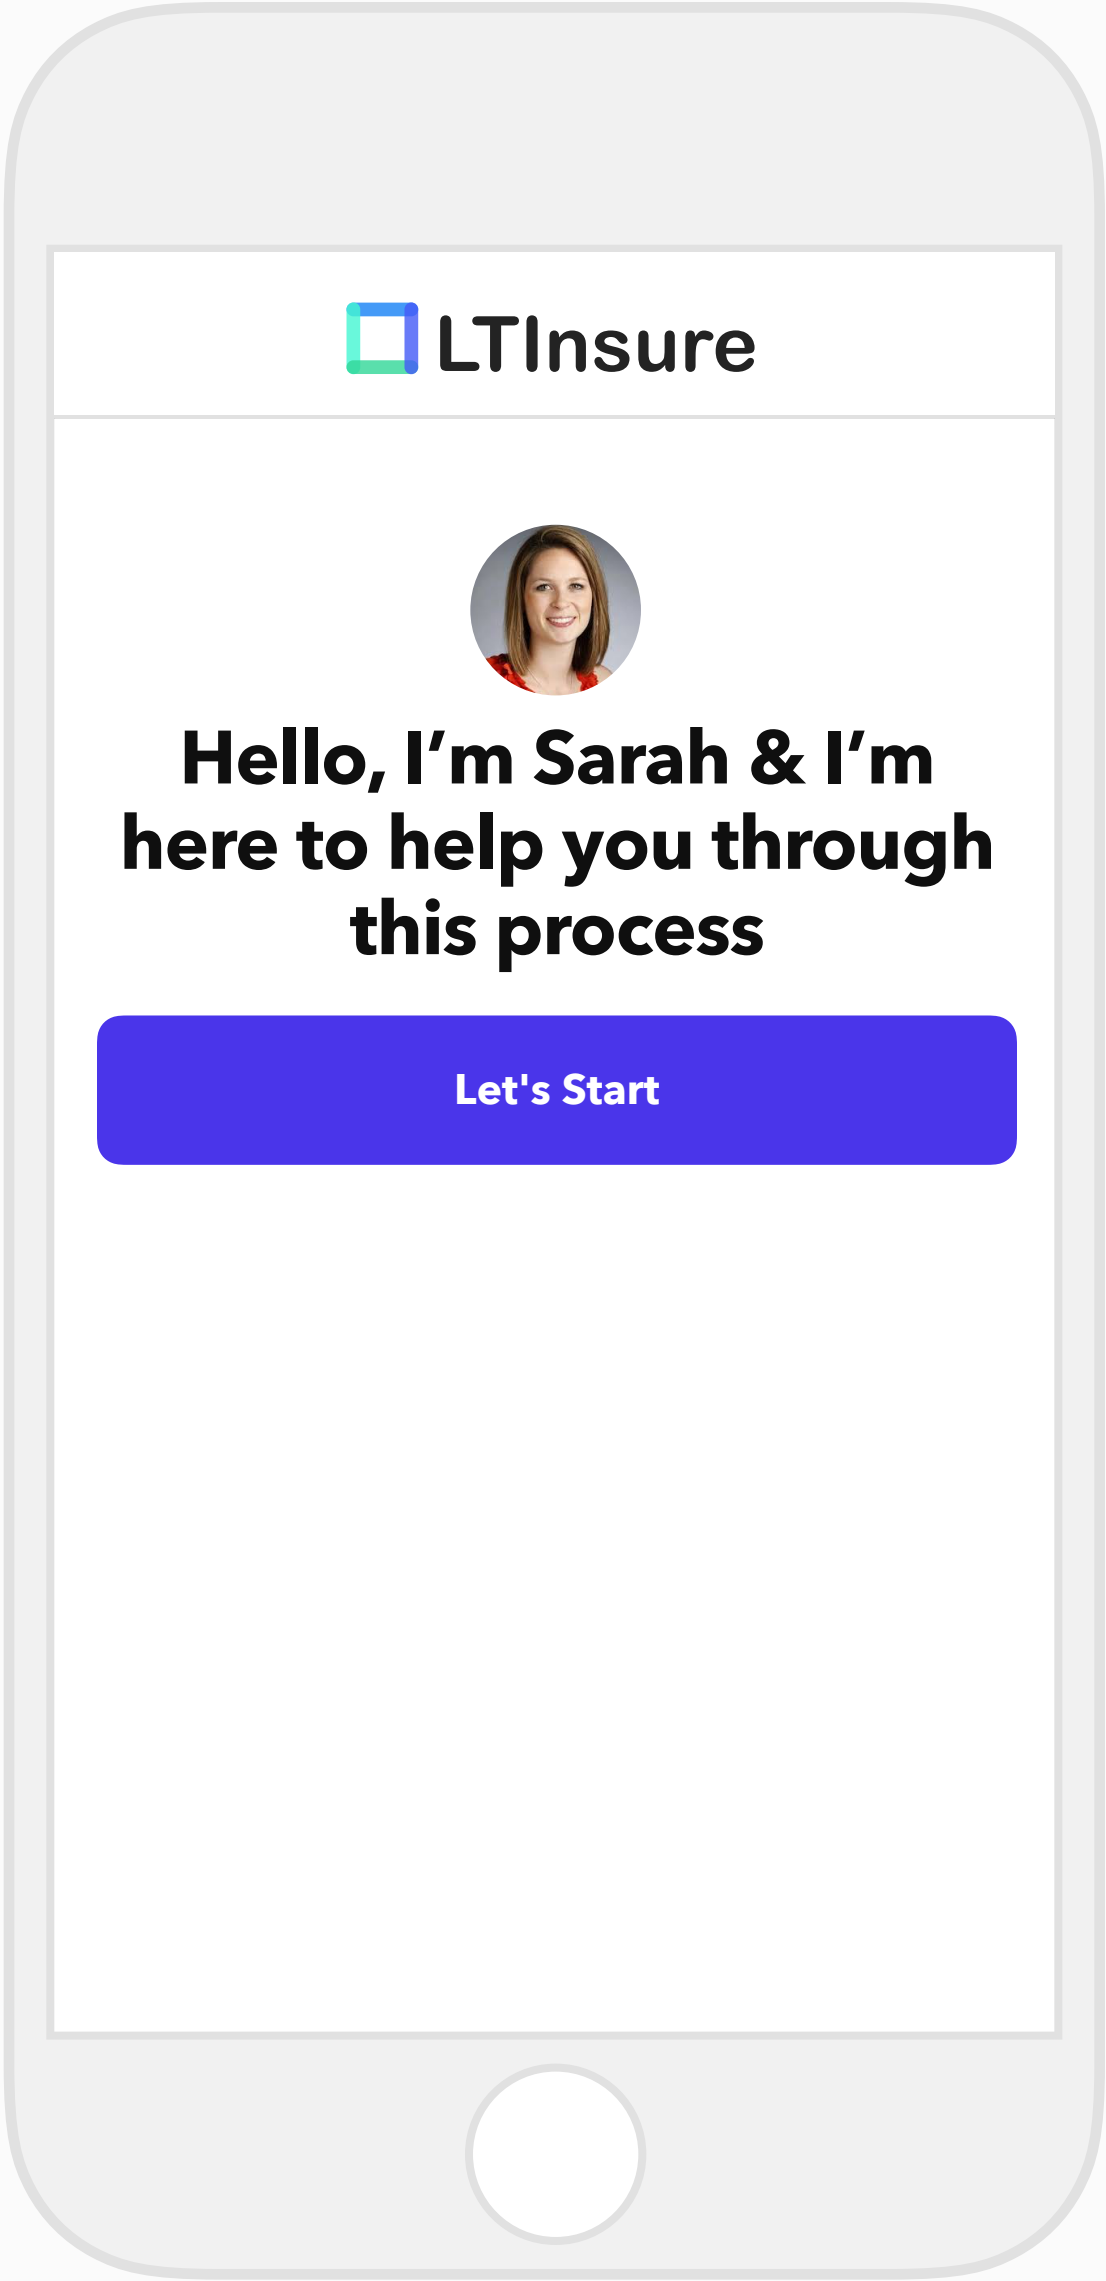 LTInsure
Hello, I’m Sarah & I’m
here to help you through
this process
Let's Start